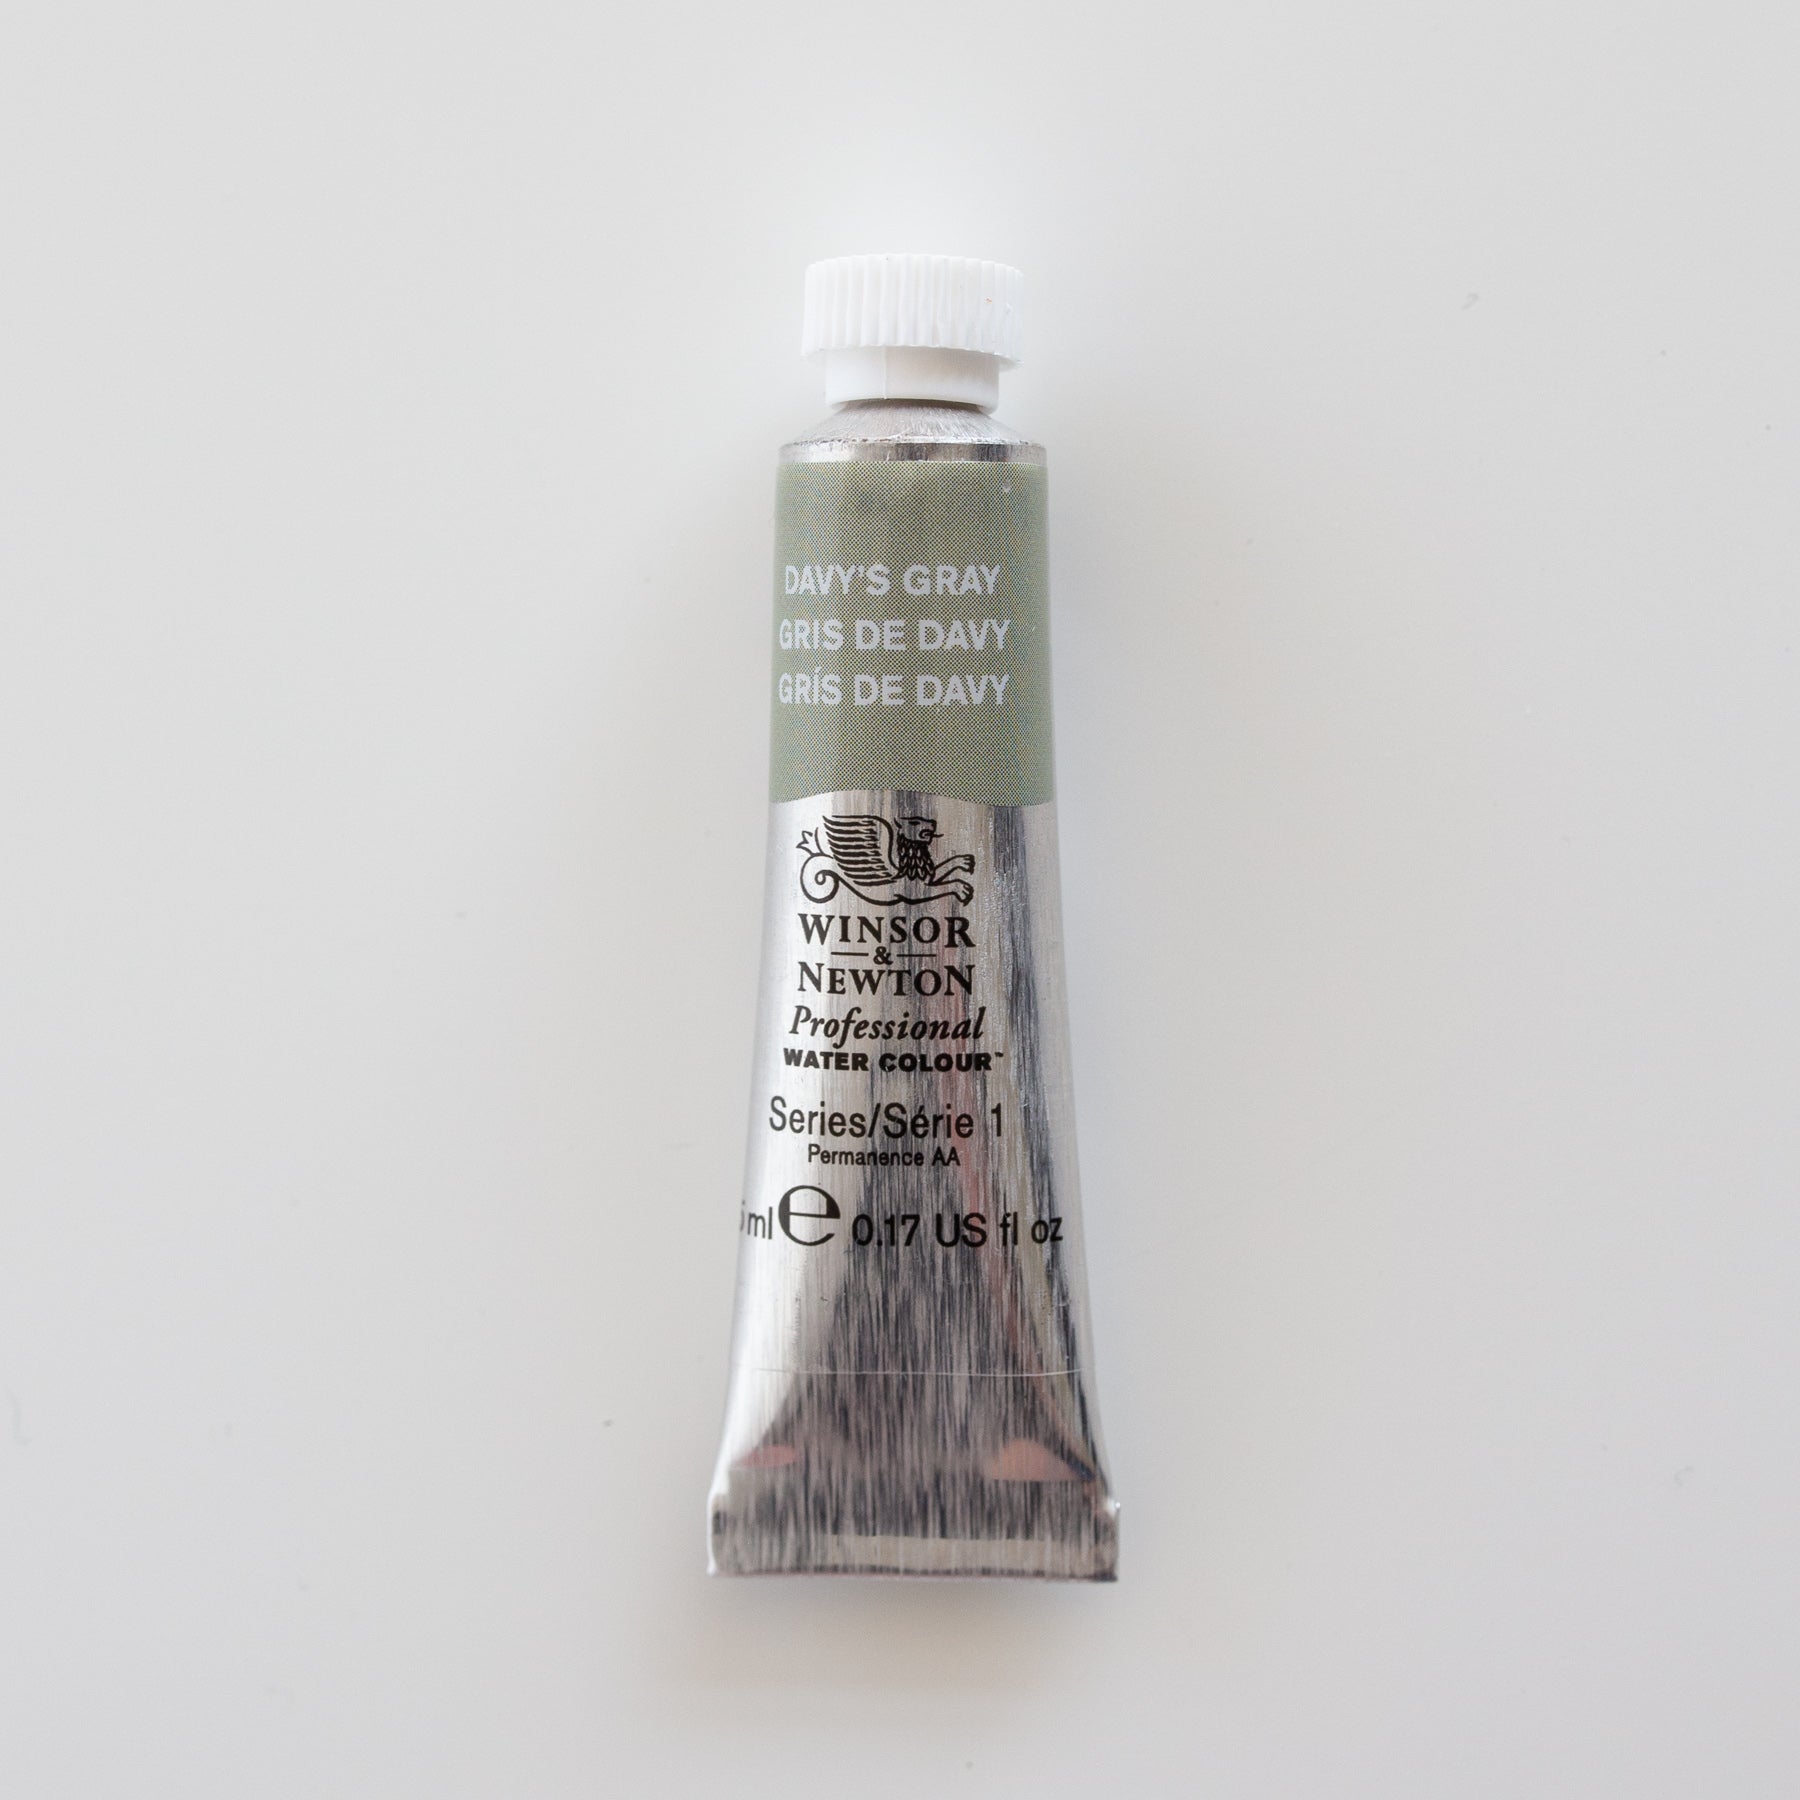 DAVY'S GRAY
GRIS DE DAVY
GRÍS DE DAVY
WINSOR
&
NEWTON
Professional
WATER COLOUR™
Series/Série 1
Permanence AA
5 ml e 0.17 US fl oz